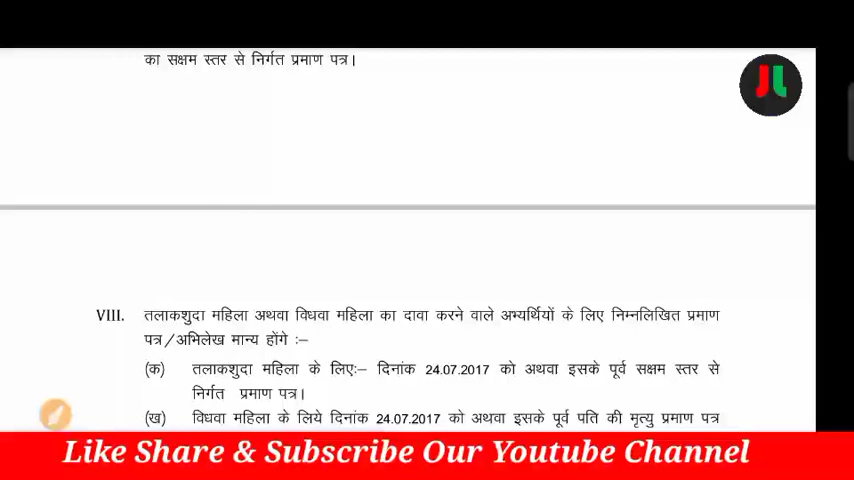 का सक्षम स्तर से निर्गत प्रमाण पत्र।
JL
VIII. तलाकशुदा महिला अथवा विधवा महिला का दावा करने वाले अभ्यर्थियों के लिए निम्नलिखित प्रमाण
पत्र/अभिलेख मान्य होंगे :–
(क) तलाकशुदा महिला के लिए:– दिनांक 24.07.2017 को अथवा इसके पूर्व सक्षम स्तर से
निर्गत प्रमाण पत्र।
(ख) विधवा महिला के लिये दिनांक 24.07.2017 को अथवा इसके पूर्व पति की मृत्यु प्रमाण पत्र
Like Share & Subscribe Our Youtube Channel